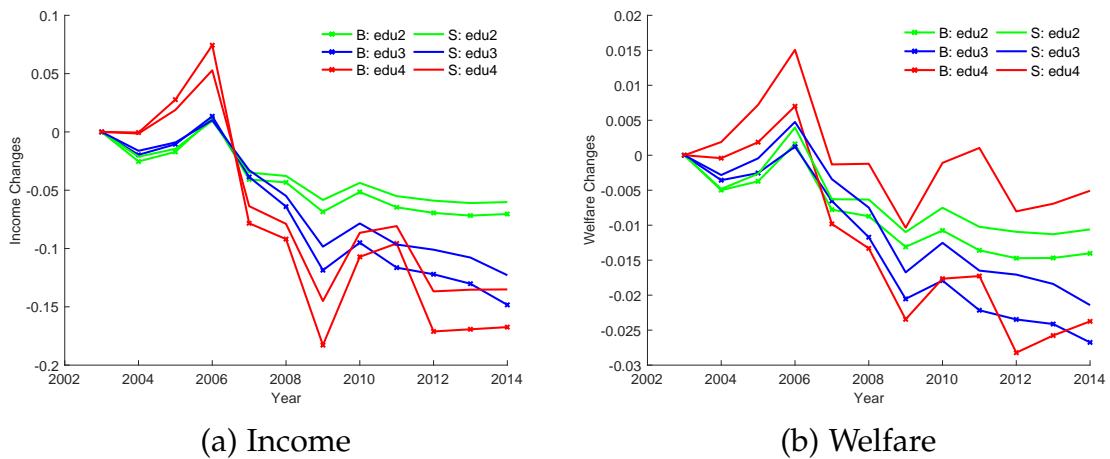 0.1
0.05
0
-0.05
-0.1
-0.15
-0.2
Income Changes
2002 2004 2006 2008 2010 2012 2014
Year
B: edu2 S: edu2
B: edu3 S: edu3
B: edu4 S: edu4
(a) Income
0.02
0.015
0.01
0.005
0
-0.005
-0.01
-0.015
-0.02
-0.025
-0.03
Welfare Changes
2002 2004 2006 2008 2010 2012 2014
Year
B: edu2 S: edu2
B: edu3 S: edu3
B: edu4 S: edu4
(b) Welfare